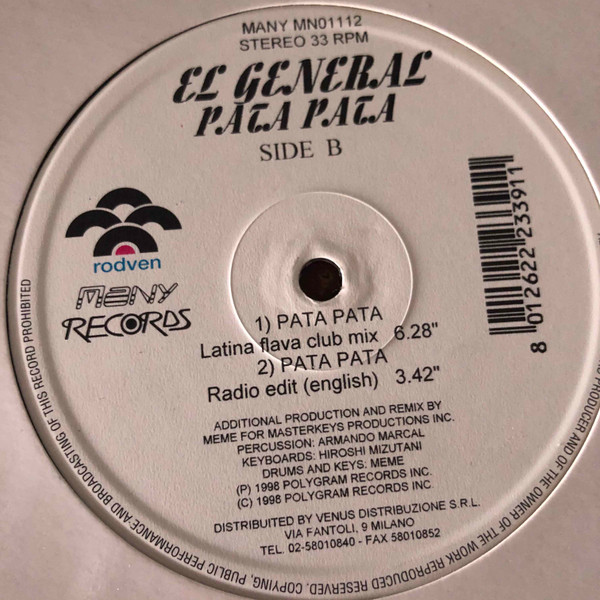 MANY MN01112
STEREO 33 RPM
EL GENERAL
PATA PATA
SIDE B
rodven
MANY
RECORDS
8 012622 233911
1) PATA PATA
Latina flava club mix 6.28"
2) PATA PATA
Radio edit (english) 3.42"
ADDITIONAL PRODUCTION AND REMIX BY
MEME FOR MASTERKEYS PRODUCTIONS INC.
PERCUSSION: ARMANDO MARCAL
KEYBOARDS: HIROSHI MIZUTANI
DRUMS AND KEYS: MEME
(P) 1998 POLYGRAM RECORDS INC.
(C) 1998 POLYGRAM RECORDS INC.
DISTRIBUTED BY VENUS DISTRIBUZIONE S.R.L.
VIA FANTOLI, 9 MILANO
TEL. 02-58010840 - FAX 58010852
PRODUCER AND OF THE OWNER OF THE WORK REPRODUCED RESERVED. COPYING, PUBLIC PERFORMANCE AND BROADCASTING OF THIS RECORD PROHIBITED